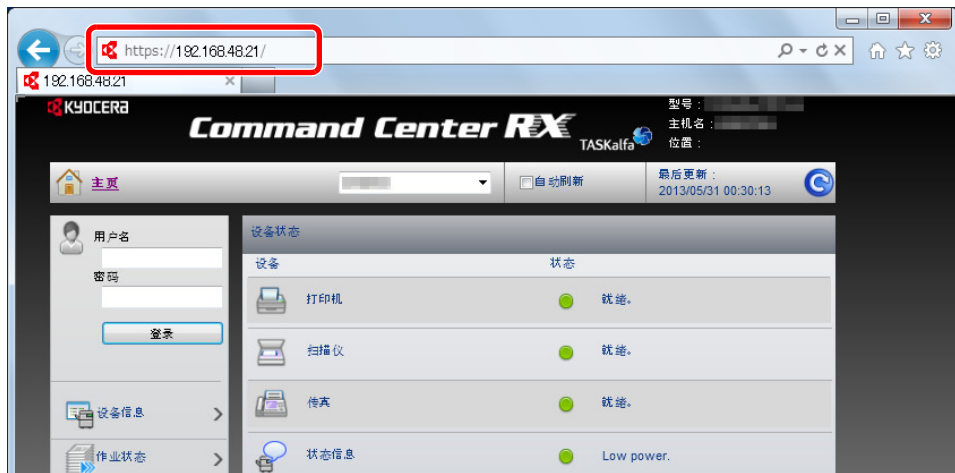 https://192.168.48.21/
192.168.48.21
KYOCERA
Command Center RX
TASKalfa
型号：
主机名：
位置：
主页
自动刷新
最后更新：
2013/05/31 00:30:13
用户名
密码
登录
设备信息
作业状态
设备状态
设备 状态
打印机 就绪。
扫描仪 就绪。
传真 就绪。
状态信息 Low power.